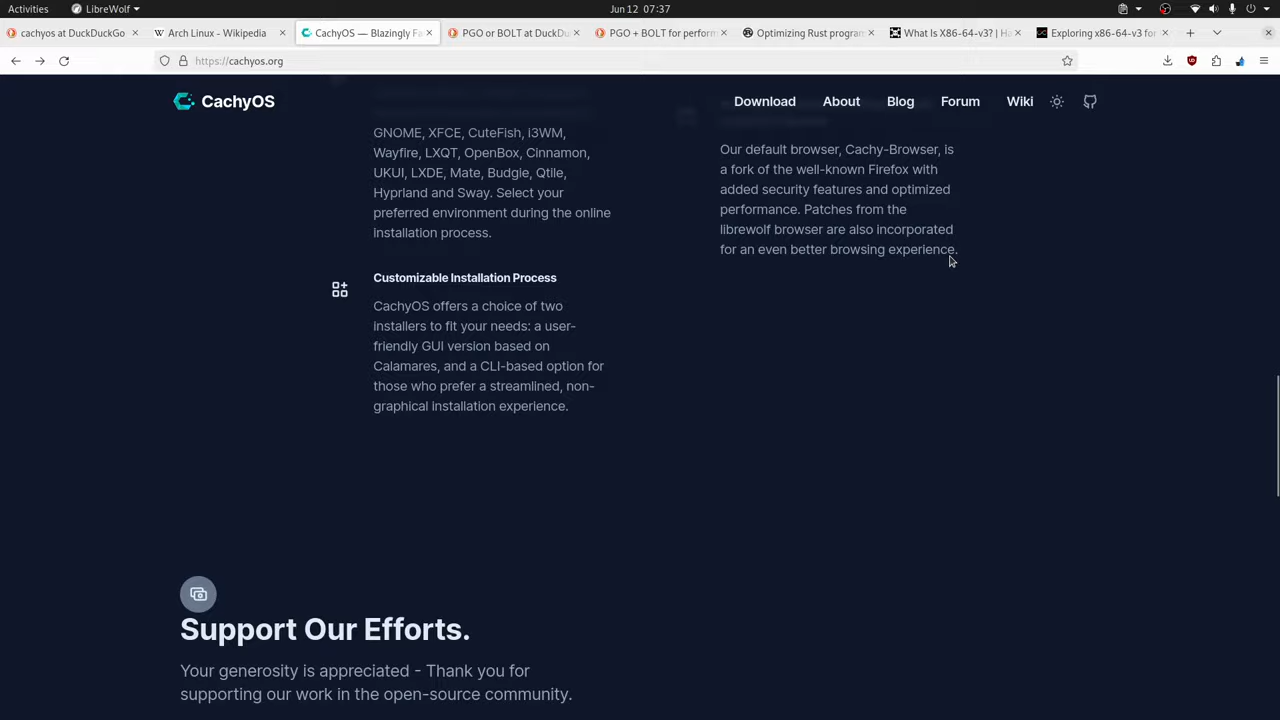 Activities
LibreWolf
Jun 12 07:37
cachyos at DuckDuckGo
Arch Linux - Wikipedia
CachyOS — Blazingly Fa
PGO or BOLT at DuckDu
PGO + BOLT for perform
Optimizing Rust program
What Is X86-64-v3? | Ha
Exploring x86-64-v3 for
https://cachyos.org
CachyOS
Download
About
Blog
Forum
Wiki
GNOME, XFCE, CuteFish, i3WM,
Wayfire, LXQT, OpenBox, Cinnamon,
UKUI, LXDE, Mate, Budgie, Qtile,
Hyprland and Sway. Select your
preferred environment during the online
installation process.
Our default browser, Cachy-Browser, is
a fork of the well-known Firefox with
added security features and optimized
performance. Patches from the
librewolf browser are also incorporated
for an even better browsing experience.
Customizable Installation Process
CachyOS offers a choice of two
installers to fit your needs: a user-
friendly GUI version based on
Calamares, and a CLI-based option for
those who prefer a streamlined, non-
graphical installation experience.
Support Our Efforts.
Your generosity is appreciated - Thank you for
supporting our work in the open-source community.